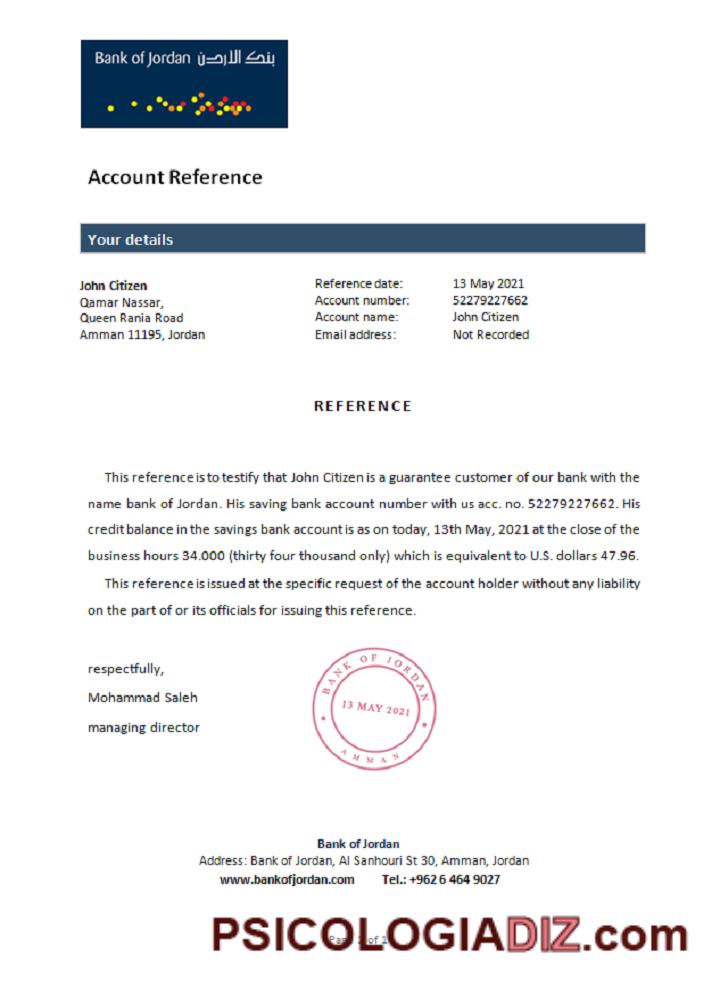 Bank of Jordan بنك الأردن
Account Reference
Your details
John Citizen
Qamar Nassar,
Queen Rania Road
Amman 11195, Jordan
Reference date: 13 May 2021
Account number: 52279227662
Account name: John Citizen
Email address: Not Recorded
REFERENCE
This reference is to testify that John Citizen is a guarantee customer of our bank with the
name bank of Jordan. His saving bank account number with us acc. no. 52279227662. His
credit balance in the savings bank account is as on today, 13th May, 2021 at the close of the
business hours 34.000 (thirty four thousand only) which is equivalent to U.S. dollars 47.96.
This reference is issued at the specific request of the account holder without any liability
on the part of or its officials for issuing this reference.
respectfully,
Mohammad Saleh
managing director
BANK OF JORDAN
13 MAY 2021
AMMAN
Bank of Jordan
Address: Bank of Jordan, Al Sanhouri St 30, Amman, Jordan
www.bankofjordan.com Tel.: +962 6 464 9027
PSICOLOGIADIZ.com
of 1